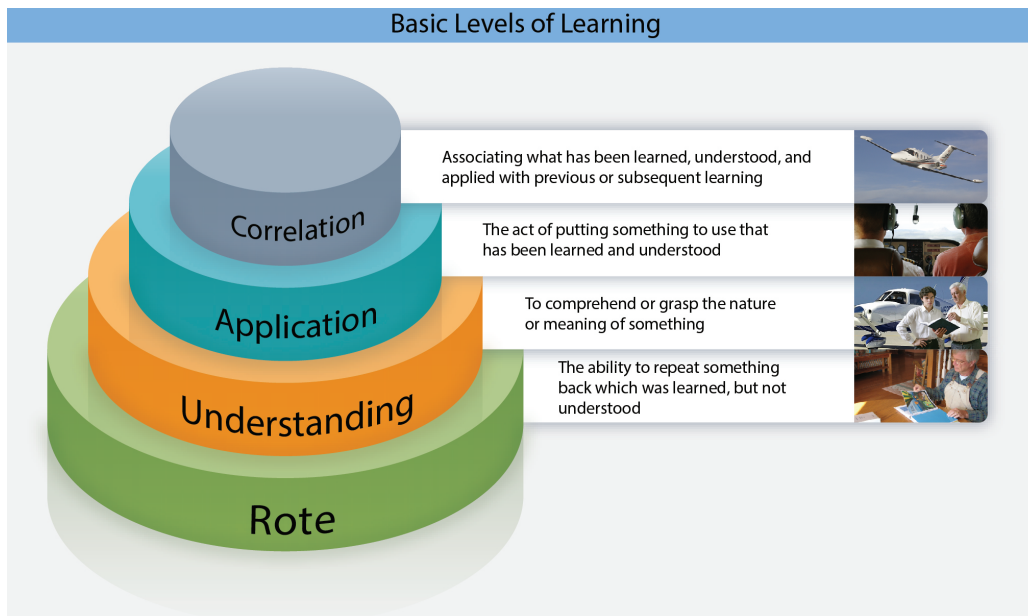 Basic Levels of Learning
Correlation
Associating what has been learned, understood, and
applied with previous or subsequent learning
Application
The act of putting something to use that
has been learned and understood
Understanding
To comprehend or grasp the nature
or meaning of something
Rote
The ability to repeat something
back which was learned, but not
understood